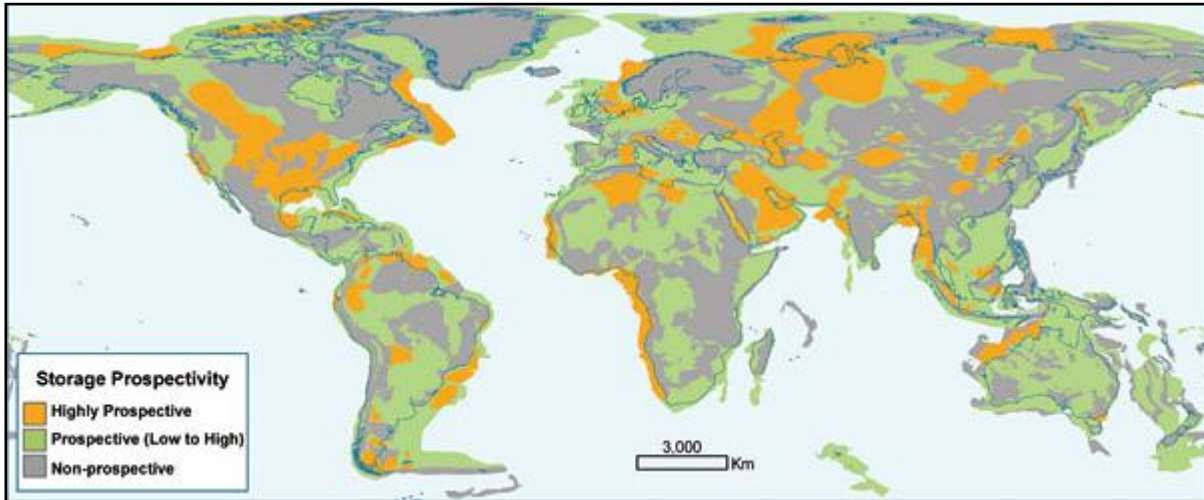 Storage Prospectivity
Highly Prospective
Prospective (Low to High)
Non-prospective
3,000
Km